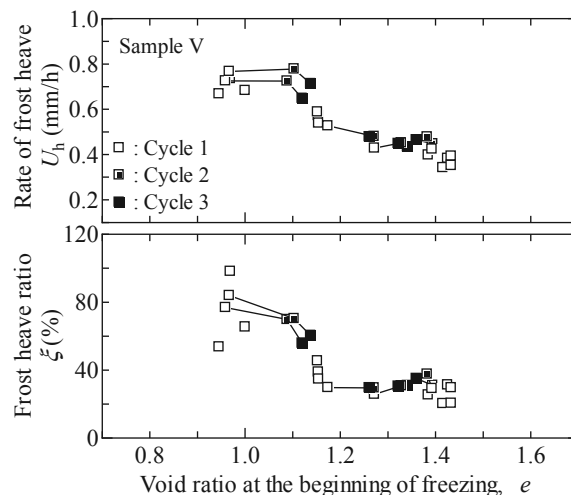 1.0
Sample V
0.8
0.6
0.4
0.2
Rate of frost heave
U_h (mm/h)
□ : Cycle 1
◨ : Cycle 2
■ : Cycle 3
120
80
40
0
Frost heave ratio
ξ (%)
0.8 1.0 1.2 1.4 1.6
Void ratio at the beginning of freezing, e